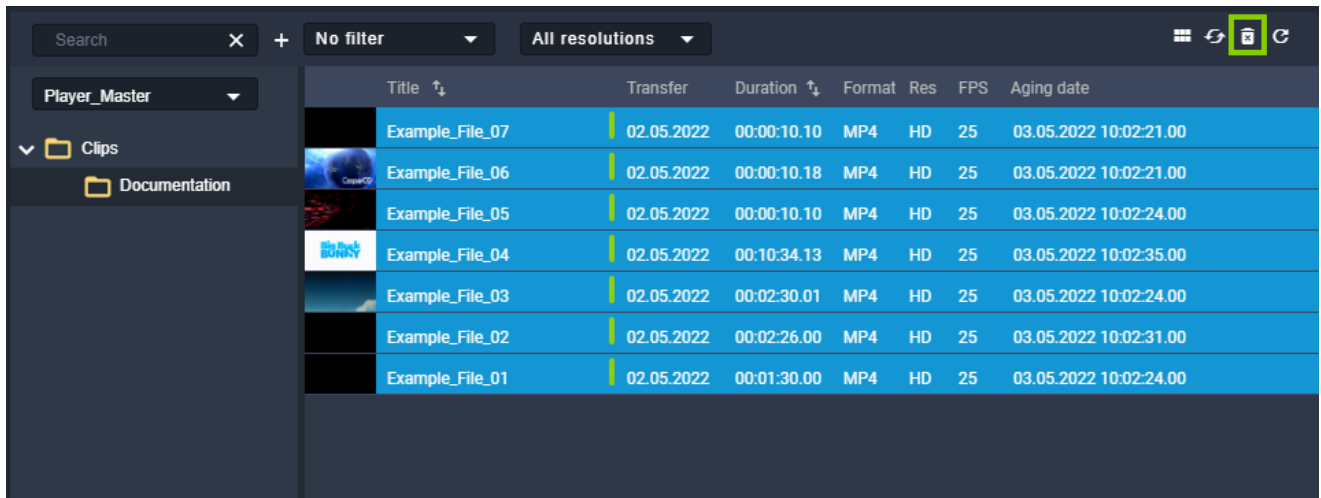 Search
No filter
All resolutions
Player_Master
Clips
Documentation
Title Transfer Duration Format Res FPS Aging date
Example_File_07 02.05.2022 00:00:10.10 MP4 HD 25 03.05.2022 10:02:21.00
CasparCG Example_File_06 02.05.2022 00:00:10.18 MP4 HD 25 03.05.2022 10:02:21.00
Example_File_05 02.05.2022 00:00:10.10 MP4 HD 25 03.05.2022 10:02:24.00
Big Buck
BUNNY
Example_File_04 02.05.2022 00:10:34.13 MP4 HD 25 03.05.2022 10:02:35.00
Example_File_03 02.05.2022 00:02:30.01 MP4 HD 25 03.05.2022 10:02:24.00
Example_File_02 02.05.2022 00:02:26.00 MP4 HD 25 03.05.2022 10:02:31.00
Example_File_01 02.05.2022 00:01:30.00 MP4 HD 25 03.05.2022 10:02:24.00